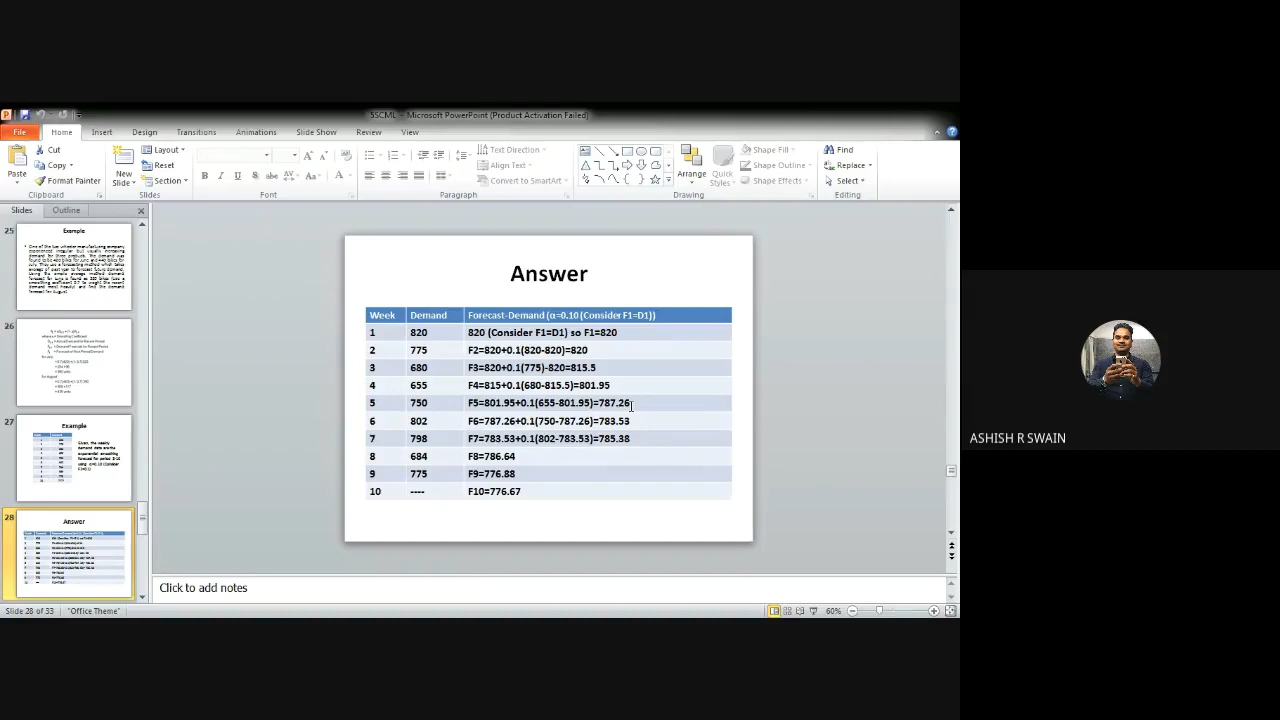 5SCML - Microsoft PowerPoint (Product Activation Failed)
File Home Insert Design Transitions Animations Slide Show Review View
Cut
Copy
Format Painter
Paste
Clipboard
New
Slide
Layout
Reset
Section
Slides
Font
Paragraph
Text Direction
Align Text
Convert to SmartArt
Arrange
Quick
Styles
Shape Fill
Shape Outline
Shape Effects
Drawing
Find
Replace
Select
Editing
Slides Outline
25
Example
26
27
Example
28
Answer
Answer
Week Demand Forecast-Demand (α=0.10 (Consider F1=D1))
1 820 820 (Consider F1=D1) so F1=820
2 775 F2=820+0.1(820-820)=820
3 680 F3=820+0.1(775)-820=815.5
4 655 F4=815+0.1(680-815.5)=801.95
5 750 F5=801.95+0.1(655-801.95)=787.26
6 802 F6=787.26+0.1(750-787.26)=783.53
7 798 F7=783.53+0.1(802-783.53)=785.38
8 684 F8=786.64
9 775 F9=776.88
10 ---- F10=776.67
Click to add notes
Slide 28 of 33 "Office Theme" 60%
ASHISH R SWAIN